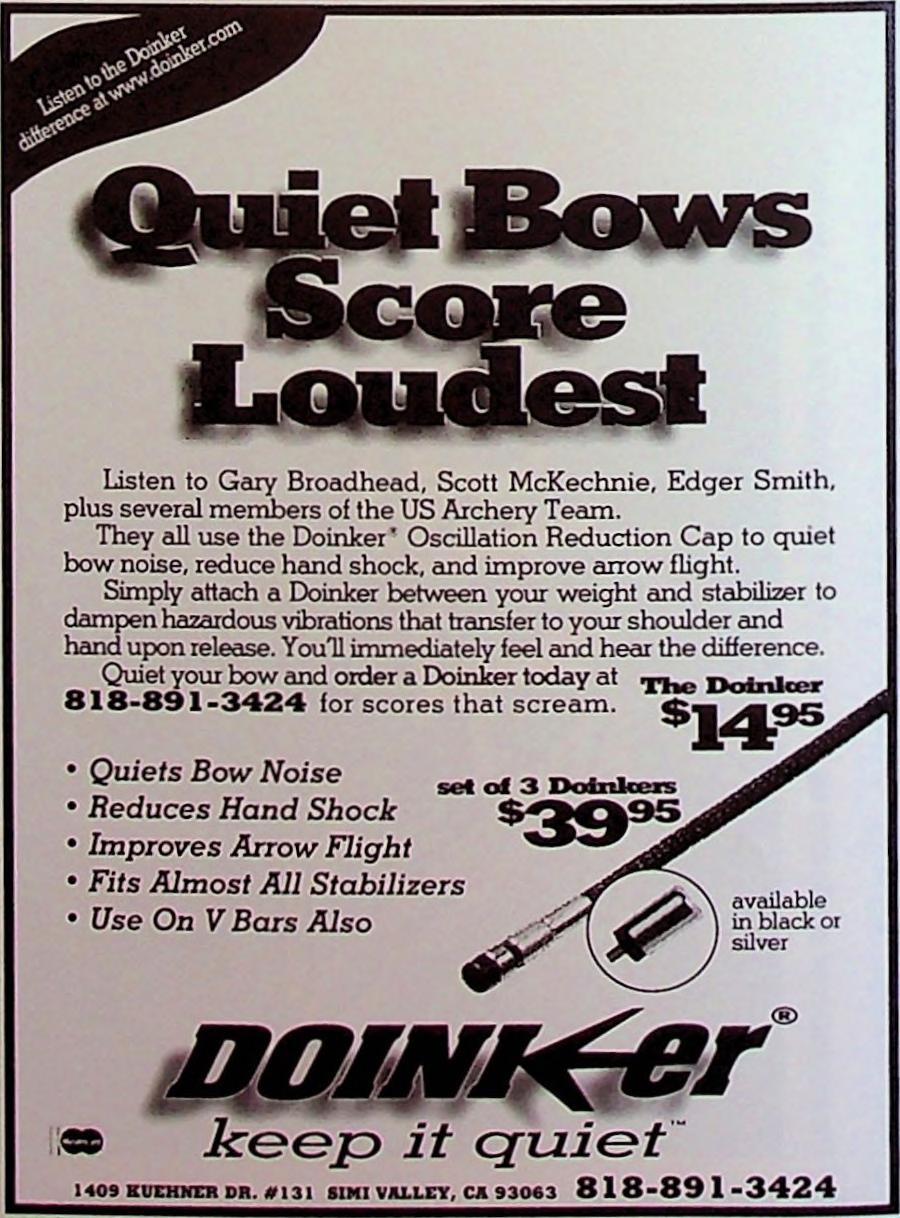 Listen to the Doinker
difference at www.doinker.com
Quiet Bows
Score
Loudest
Listen to Gary Broadhead, Scott McKechnie, Edger Smith,
plus several members of the US Archery Team.
They all use the Doinker® Oscillation Reduction Cap to quiet
bow noise, reduce hand shock, and improve arrow flight.
Simply attach a Doinker between your weight and stabilizer to
dampen hazardous vibrations that transfer to your shoulder and
hand upon release. You'll immediately feel and hear the difference.
Quiet your bow and order a Doinker today at
818-891-3424 for scores that scream.
The Doinker
$14.95
• Quiets Bow Noise
• Reduces Hand Shock
• Improves Arrow Flight
• Fits Almost All Stabilizers
• Use On V Bars Also
set of 3 Doinkers
$39.95
available
in black or
silver
DOINKer®
keep it quiet™
1409 KUEHNER DR. #131 SIMI VALLEY, CA 93063 818-891-3424